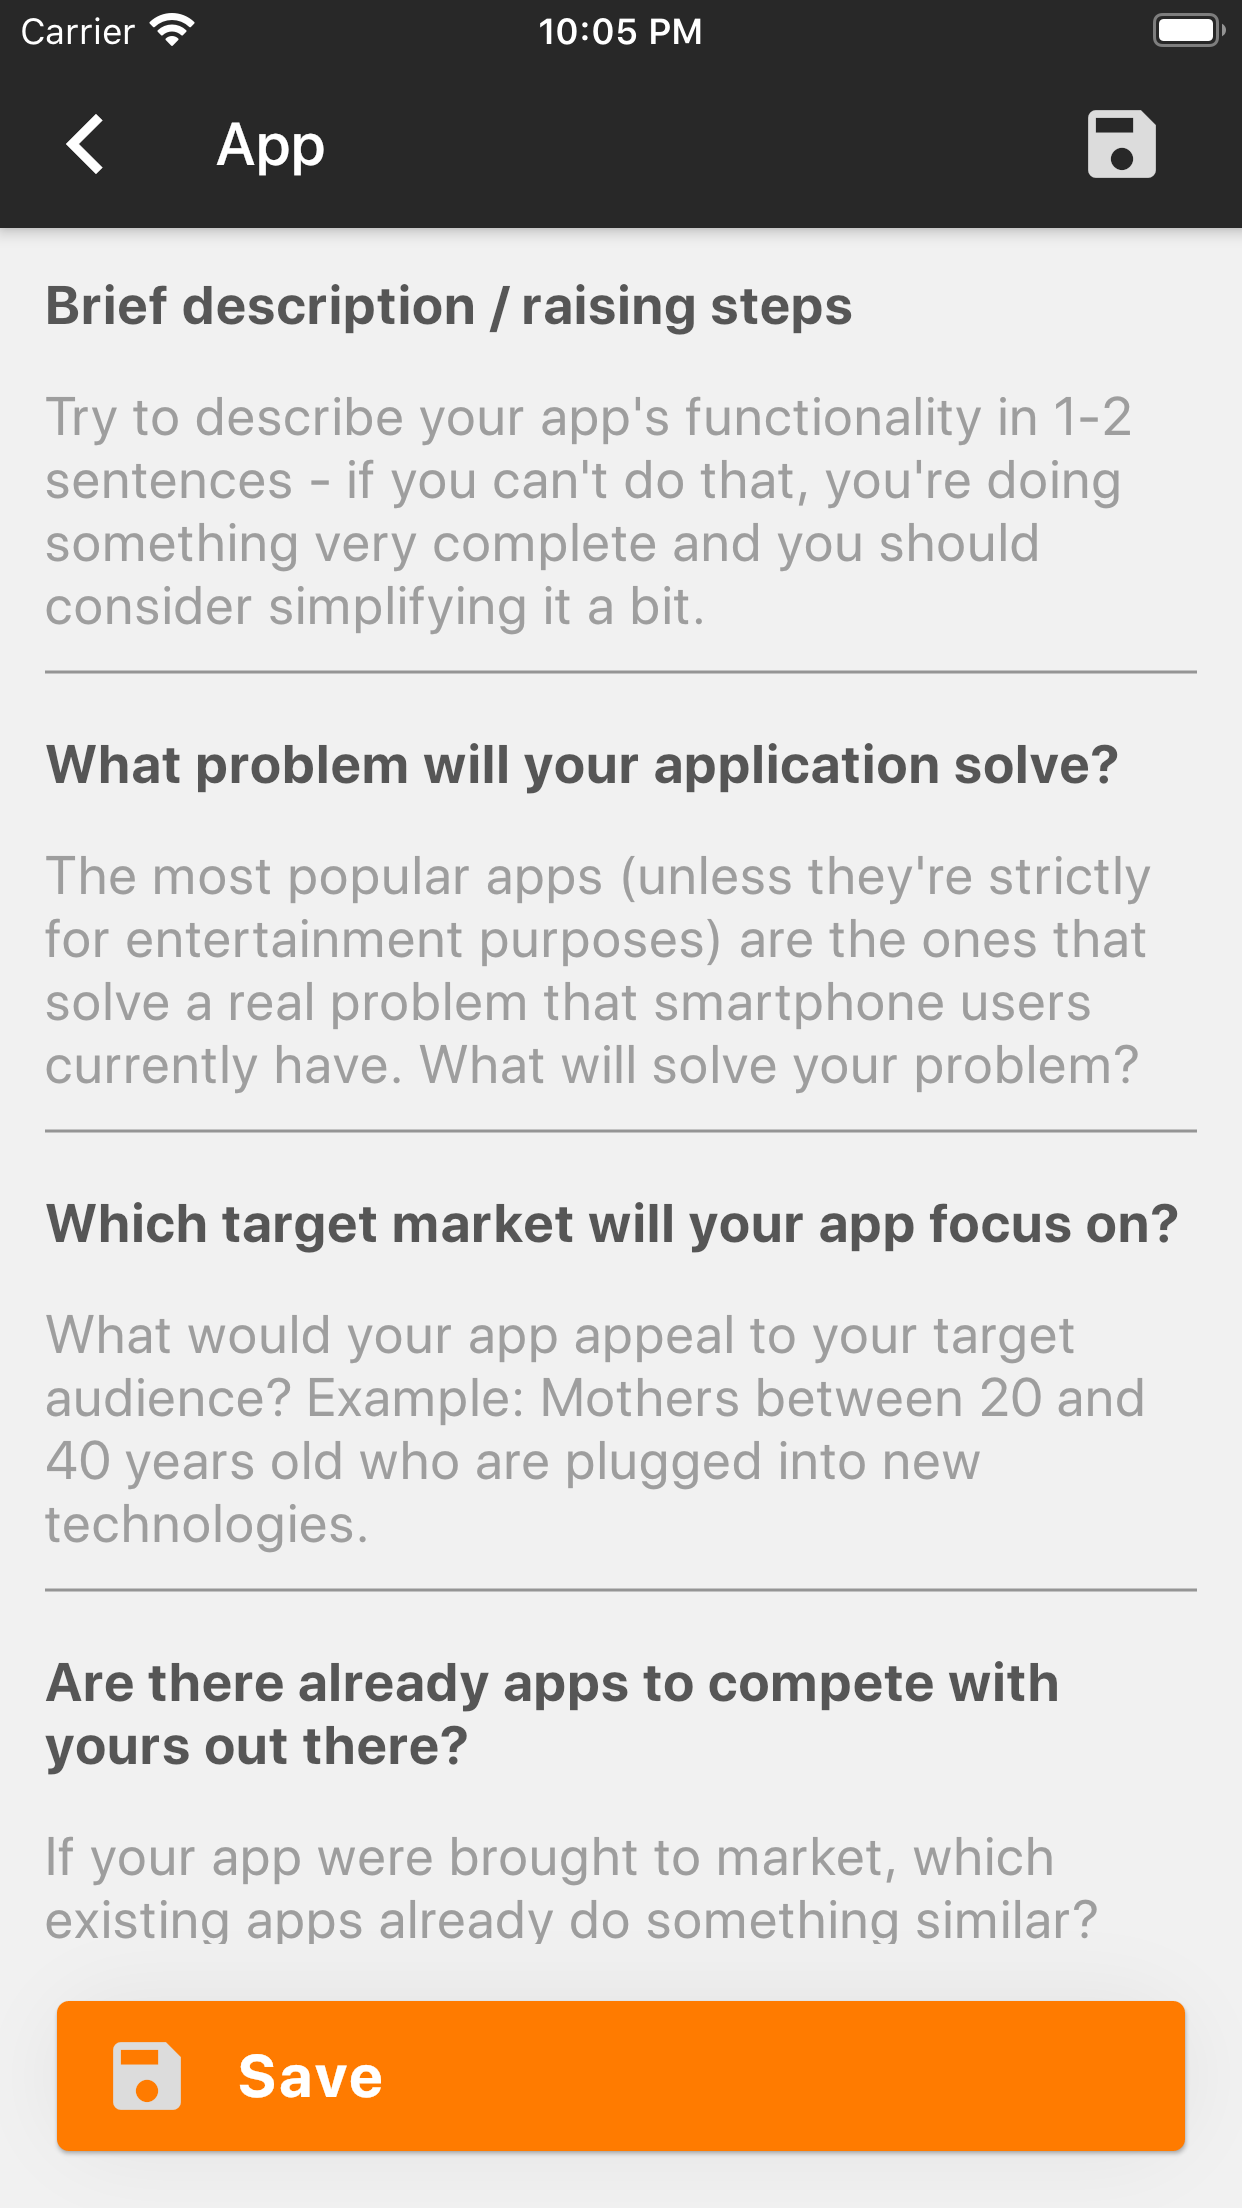 Carrier
10:05 PM
App
Brief description / raising steps
Try to describe your app's functionality in 1-2
sentences - if you can't do that, you're doing
something very complete and you should
consider simplifying it a bit.
What problem will your application solve?
The most popular apps (unless they're strictly
for entertainment purposes) are the ones that
solve a real problem that smartphone users
currently have. What will solve your problem?
Which target market will your app focus on?
What would your app appeal to your target
audience? Example: Mothers between 20 and
40 years old who are plugged into new
technologies.
Are there already apps to compete with
yours out there?
If your app were brought to market, which
existing apps already do something similar?
Save